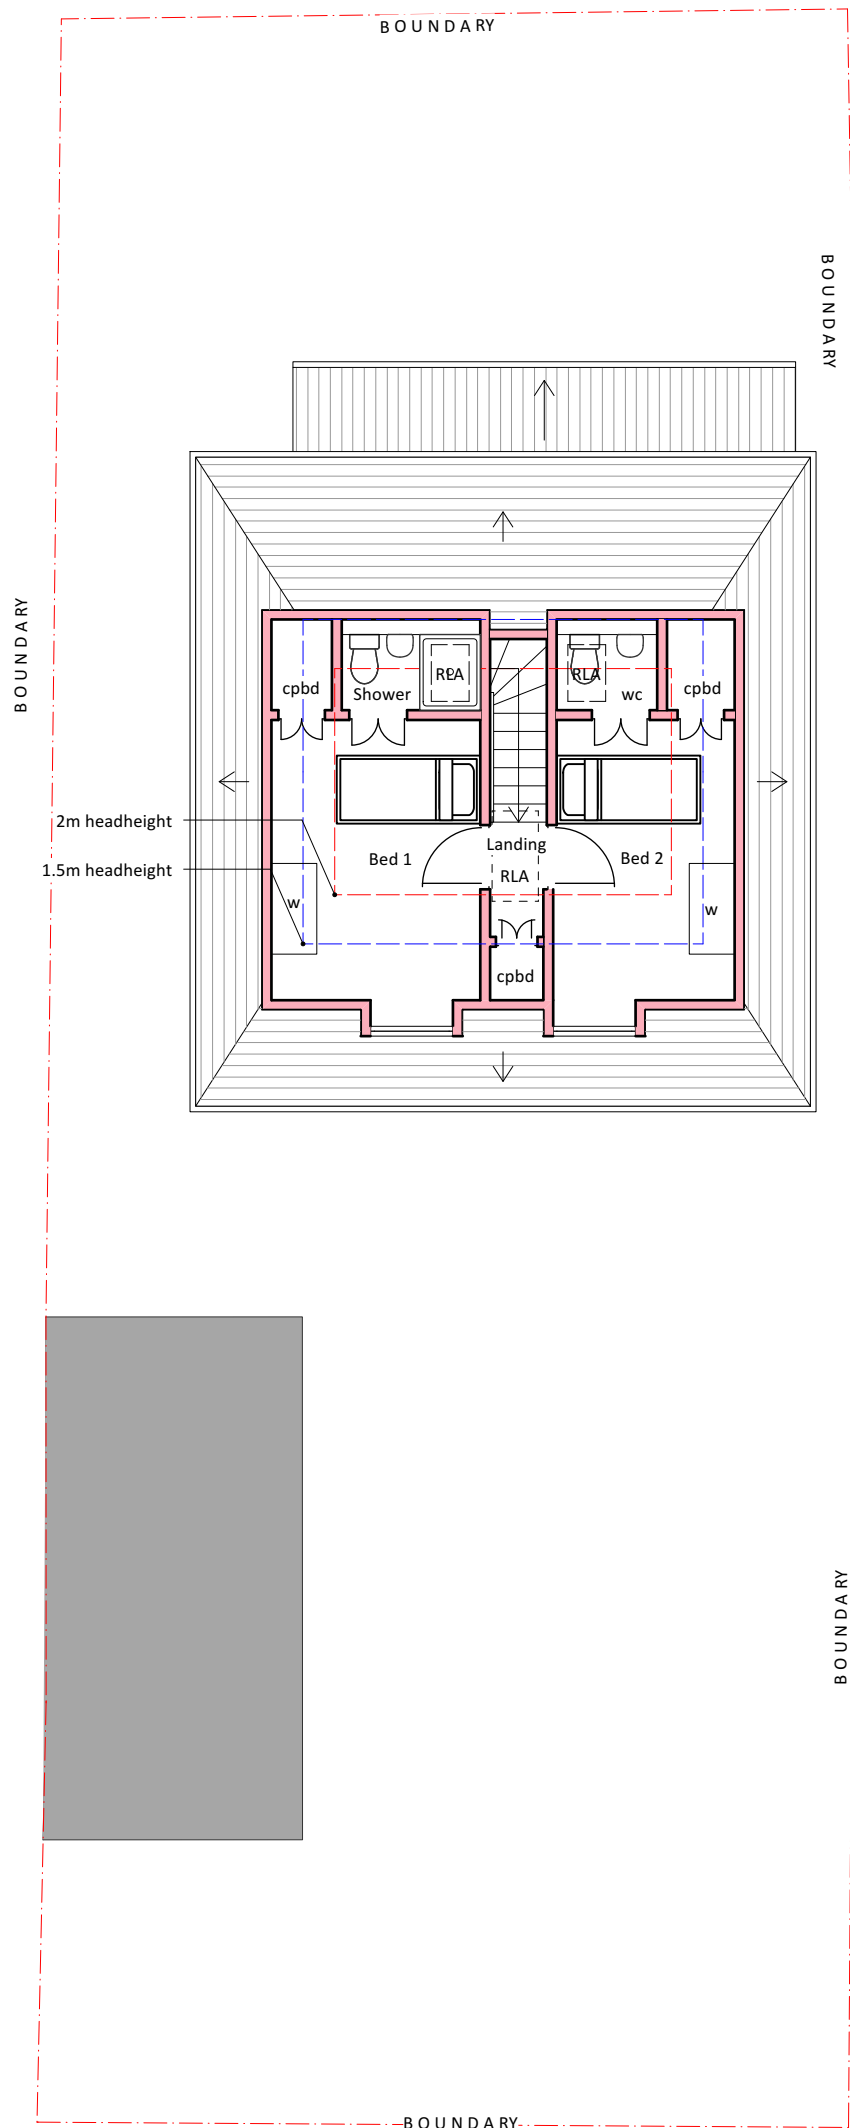 BOUNDARY
BOUNDARY
BOUNDARY
cpbd
Shower
RLA
RLA
wc
cpbd
2m headheight
1.5m headheight
Bed 1
Landing
Bed 2
RLA
w
w
cpbd
BOUNDARY
BOUNDARY